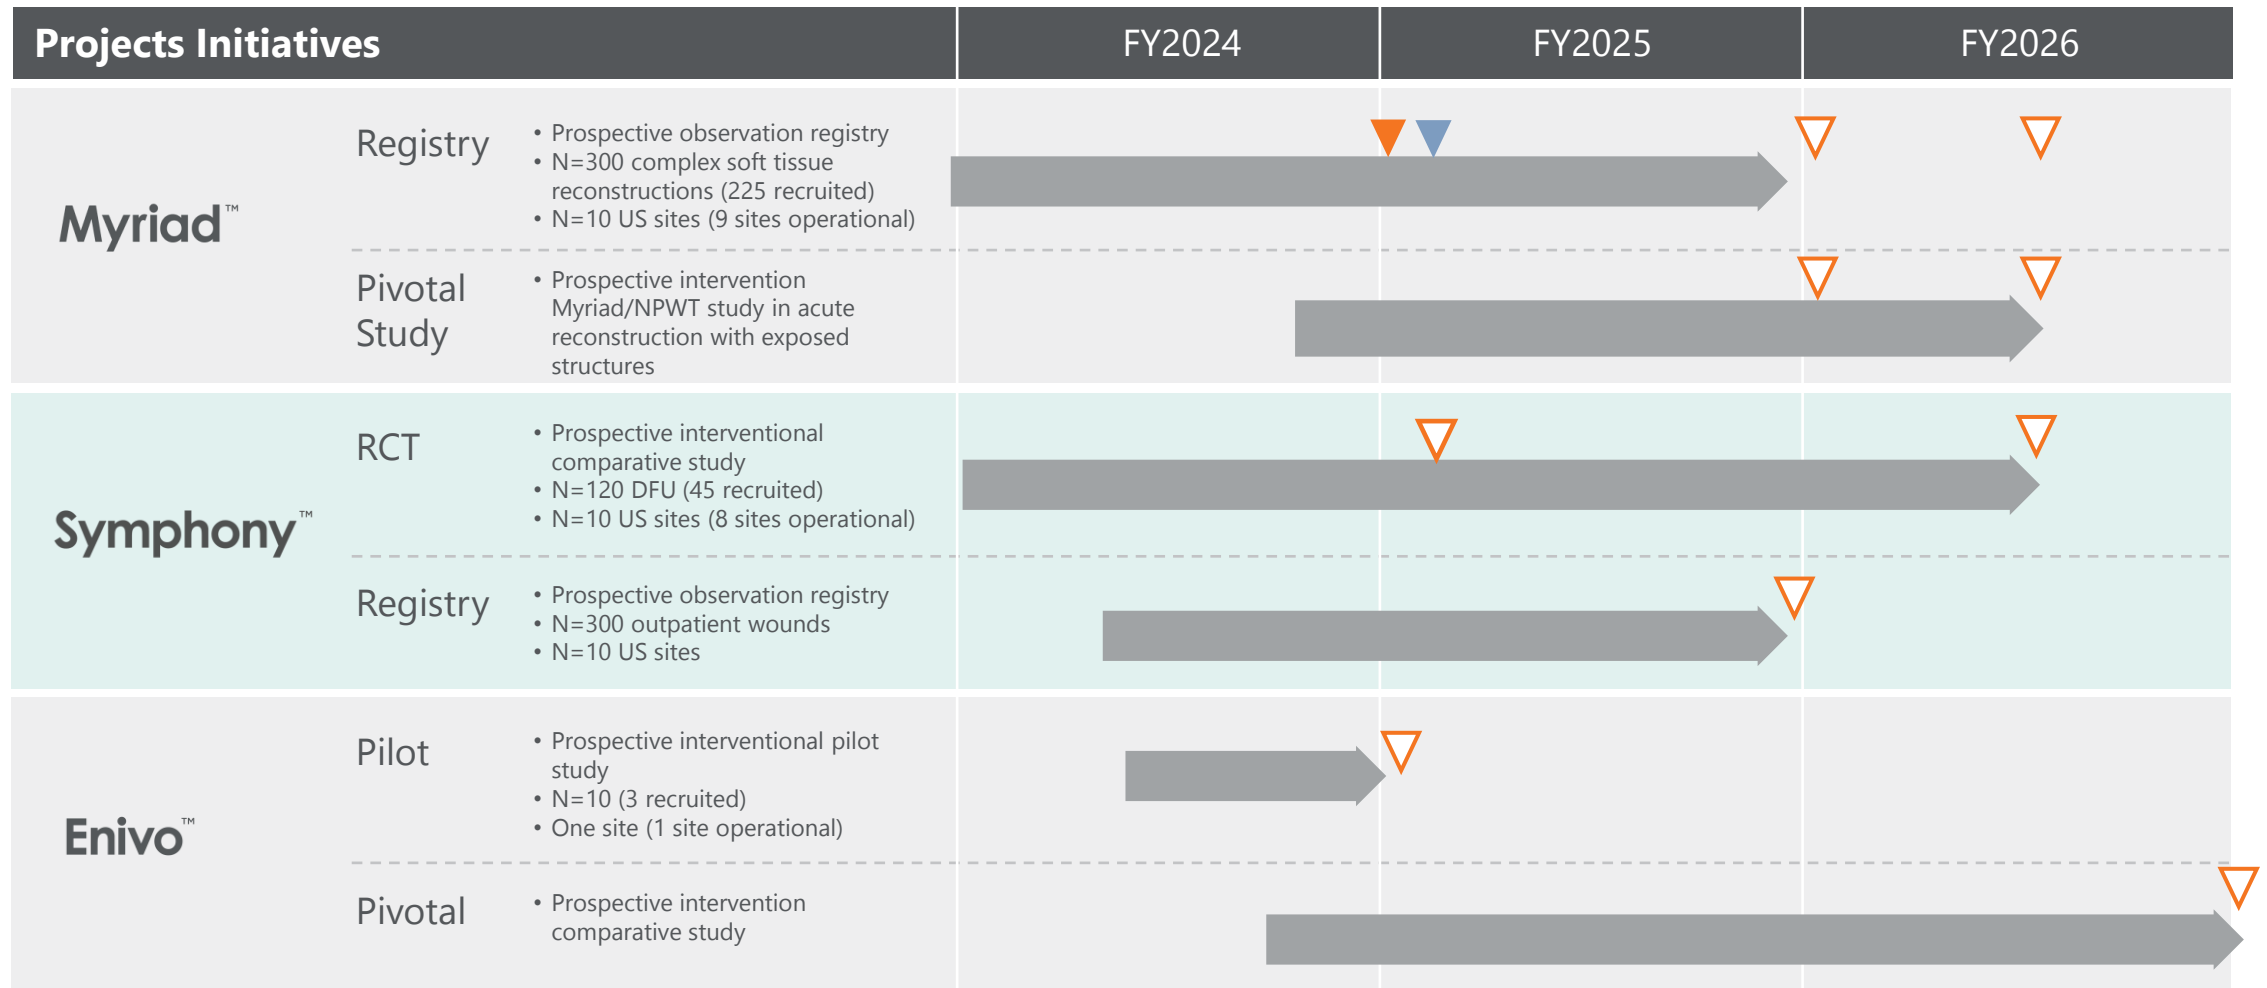 Projects Initiatives
FY2024
FY2025
FY2026
Myriad™
Registry
• Prospective observation registry
• N=300 complex soft tissue
reconstructions (225 recruited)
• N=10 US sites (9 sites operational)
Pivotal
Study
• Prospective intervention
Myriad/NPWT study in acute
reconstruction with exposed
structures
Symphony™
RCT
• Prospective interventional
comparative study
• N=120 DFU (45 recruited)
• N=10 US sites (8 sites operational)
Registry
• Prospective observation registry
• N=300 outpatient wounds
• N=10 US sites
Enivo™
Pilot
• Prospective interventional pilot
study
• N=10 (3 recruited)
• One site (1 site operational)
Pivotal
• Prospective intervention
comparative study